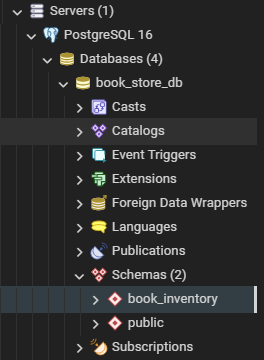 Servers (1)
PostgreSQL 16
Databases (4)
book_store_db
Casts
Catalogs
Event Triggers
Extensions
Foreign Data Wrappers
Languages
Publications
Schemas (2)
book_inventory
public
Subscriptions